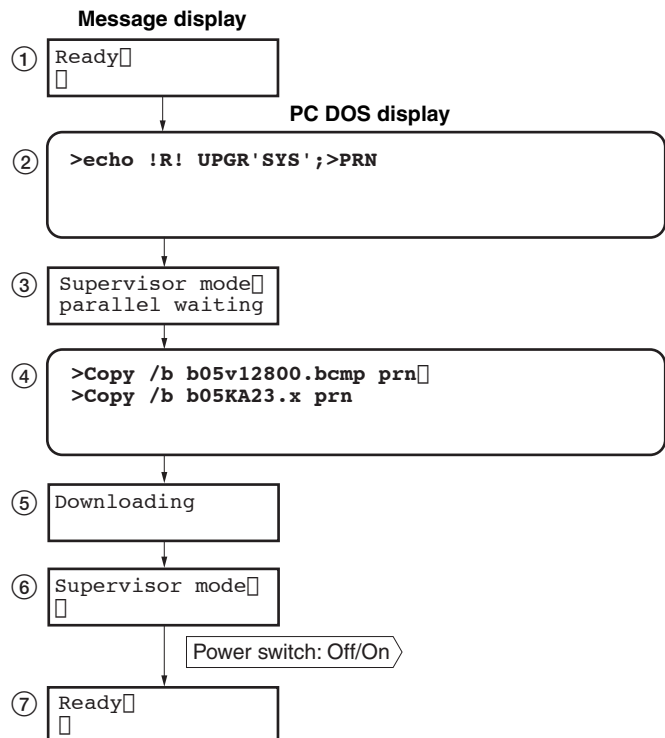 Message display
① Ready▯
▯
PC DOS display
② >echo !R! UPGR'SYS';>PRN
③ Supervisor mode▯
parallel waiting
④ >Copy /b b05v12800.bcmp prn▯
>Copy /b b05KA23.x prn
⑤ Downloading
⑥ Supervisor mode▯
▯
Power switch: Off/On
⑦ Ready▯
▯